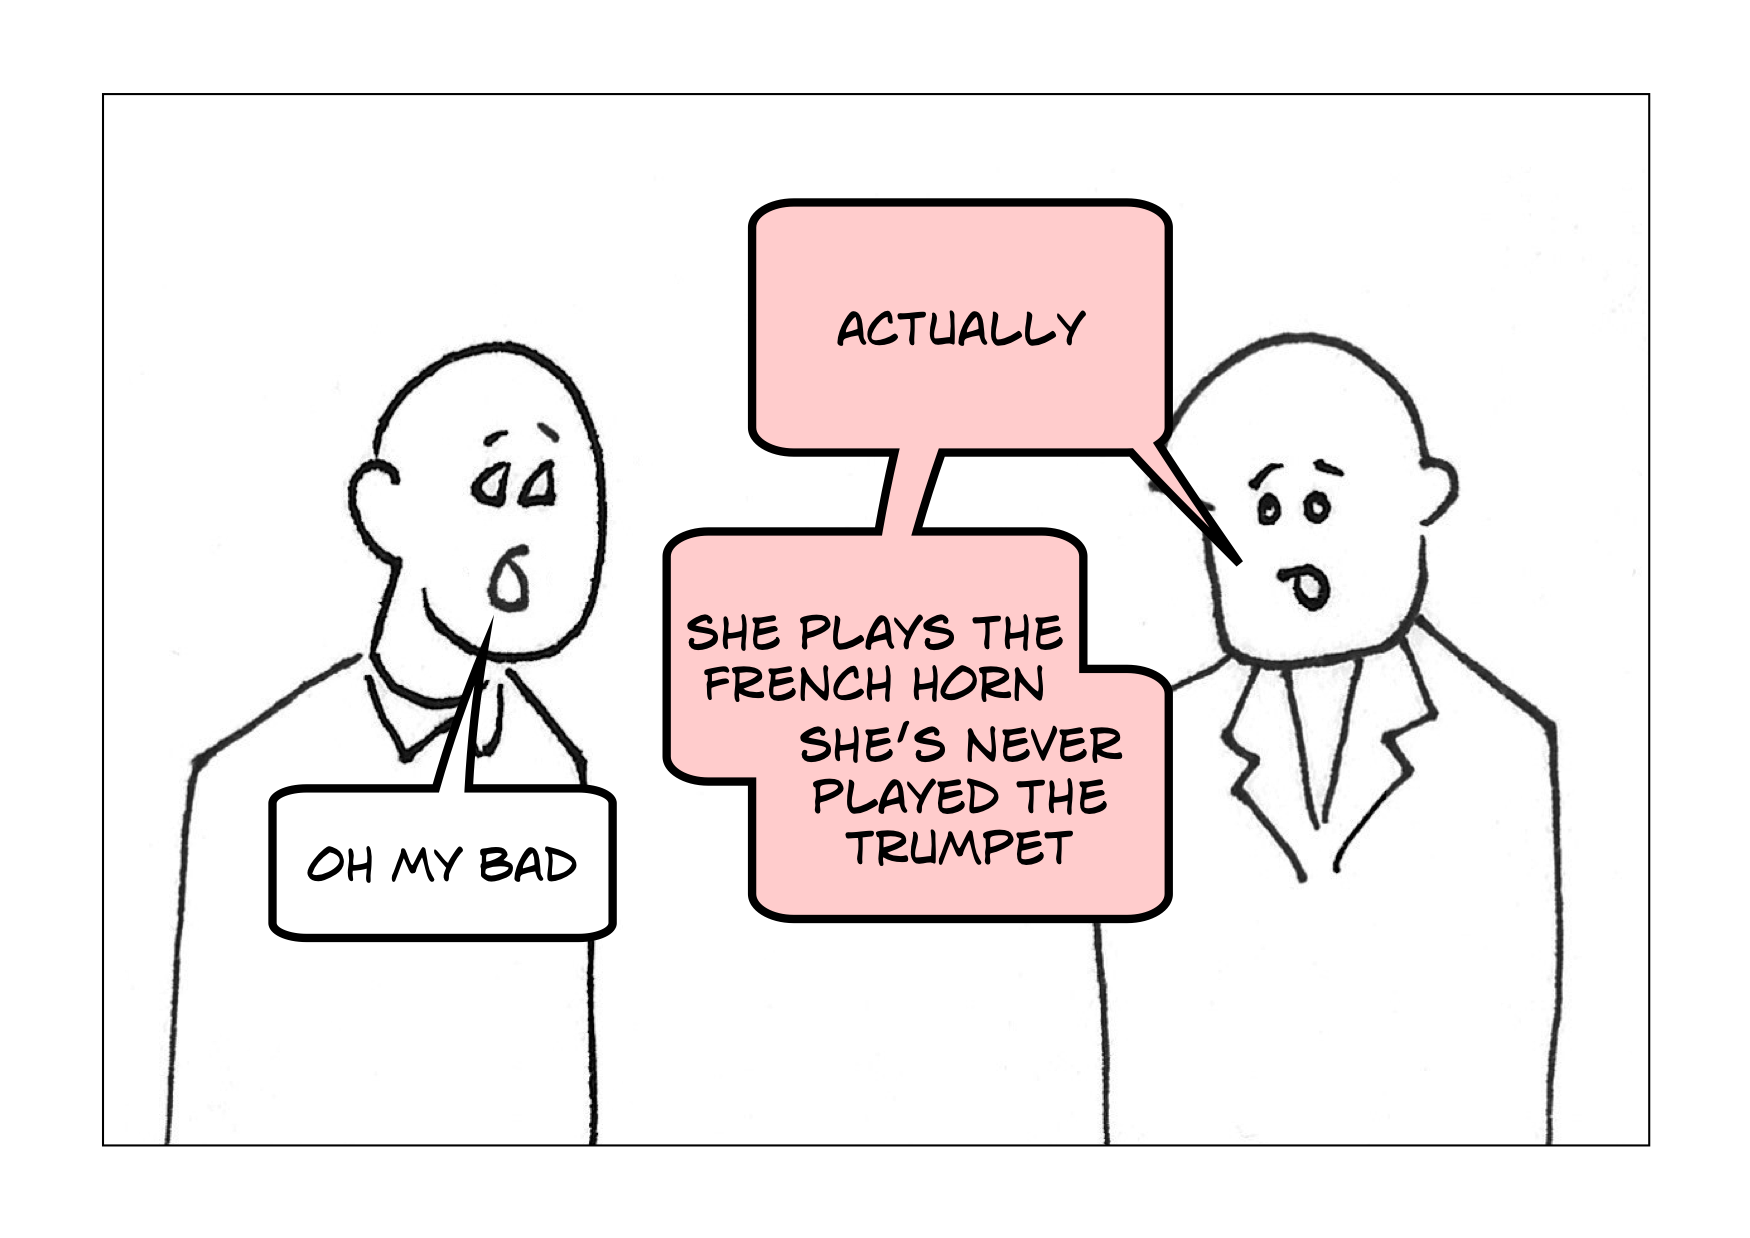 ACTUALLY
SHE PLAYS THE
FRENCH HORN
SHE'S NEVER
PLAYED THE
TRUMPET
OH MY BAD